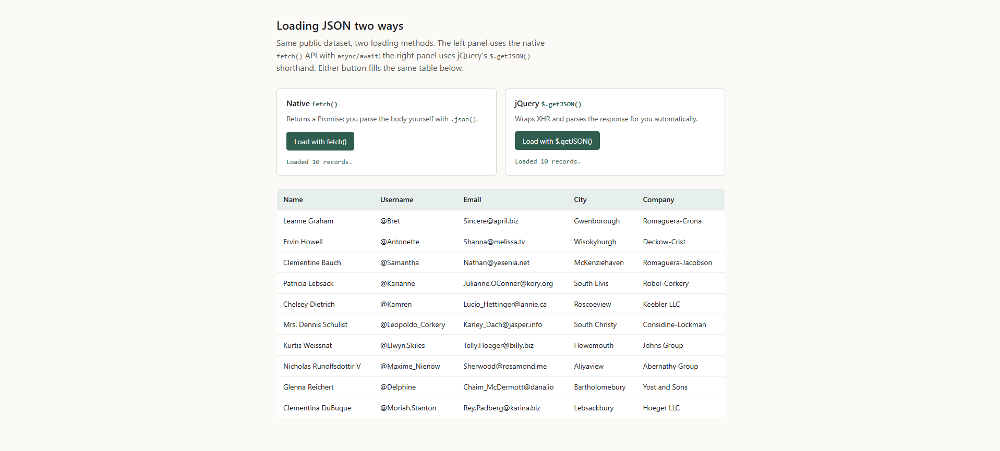 Loading JSON two ways
Same public dataset, two loading methods. The left panel uses the native
fetch() API with async/await; the right panel uses jQuery's $.getJSON()
shorthand. Either button fills the same table below.
Native fetch()
Returns a Promise; you parse the body yourself with .json().
Load with fetch()
Loaded 10 records.
jQuery $.getJSON()
Wraps XHR and parses the response for you automatically.
Load with $.getJSON()
Loaded 10 records.
Name Username Email City Company
Leanne Graham @Bret Sincere@april.biz Gwenborough Romaguera-Crona
Ervin Howell @Antonette Shanna@melissa.tv Wisokyburgh Deckow-Crist
Clementine Bauch @Samantha Nathan@yesenia.net McKenziehaven Romaguera-Jacobson
Patricia Lebsack @Karianne Julianne.OConner@kory.org South Elvis Robel-Corkery
Chelsey Dietrich @Kamren Lucio_Hettinger@annie.ca Roscoeview Keebler LLC
Mrs. Dennis Schulist @Leopoldo_Corkery Karley_Dach@jasper.info South Christy Considine-Lockman
Kurtis Weissnat @Elwyn.Skiles Telly.Hoeger@billy.biz Howemouth Johns Group
Nicholas Runolfsdottir V @Maxime_Nienow Sherwood@rosamond.me Aliyaview Abernathy Group
Glenna Reichert @Delphine Chaim_McDermott@dana.io Bartholomebury Yost and Sons
Clementina DuBuque @Moriah.Stanton Rey.Padberg@karina.biz Lebsackbury Hoeger LLC